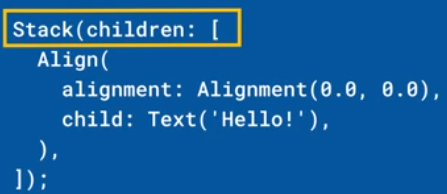 Stack(children: [
Align(
alignment: Alignment(0.0, 0.0),
child: Text('Hello!'),
),
]);